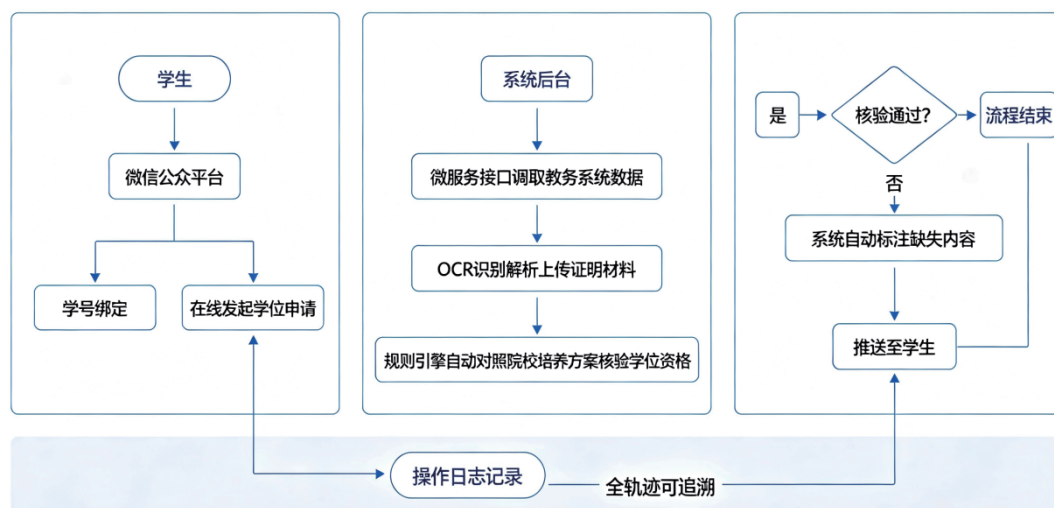 学生
微信公众平台
学号绑定
在线发起学位申请
系统后台
微服务接口调取教务系统数据
OCR识别解析上传证明材料
规则引擎自动对照院校培养方案核验学位资格
是
核验通过?
流程结束
否
系统自动标注缺失内容
推送至学生
操作日志记录
全轨迹可追溯